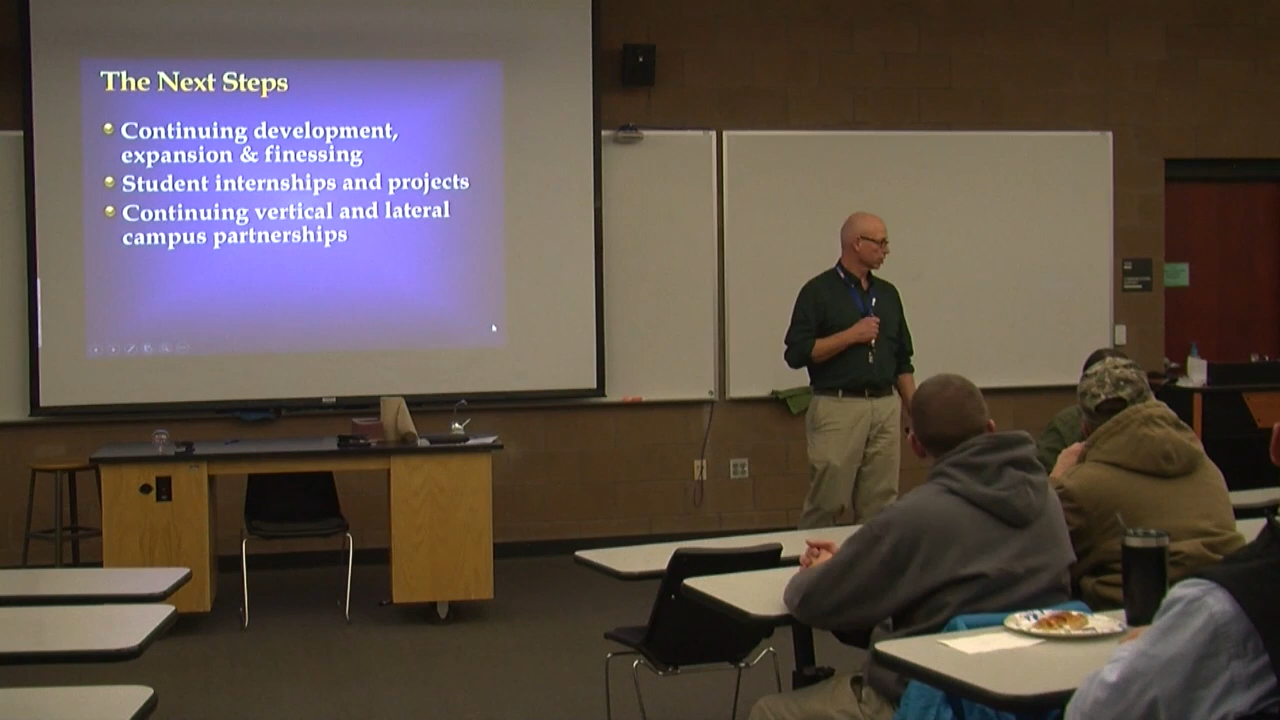 The Next Steps
Continuing development,
expansion & finessing
Student internships and projects
Continuing vertical and lateral
campus partnerships